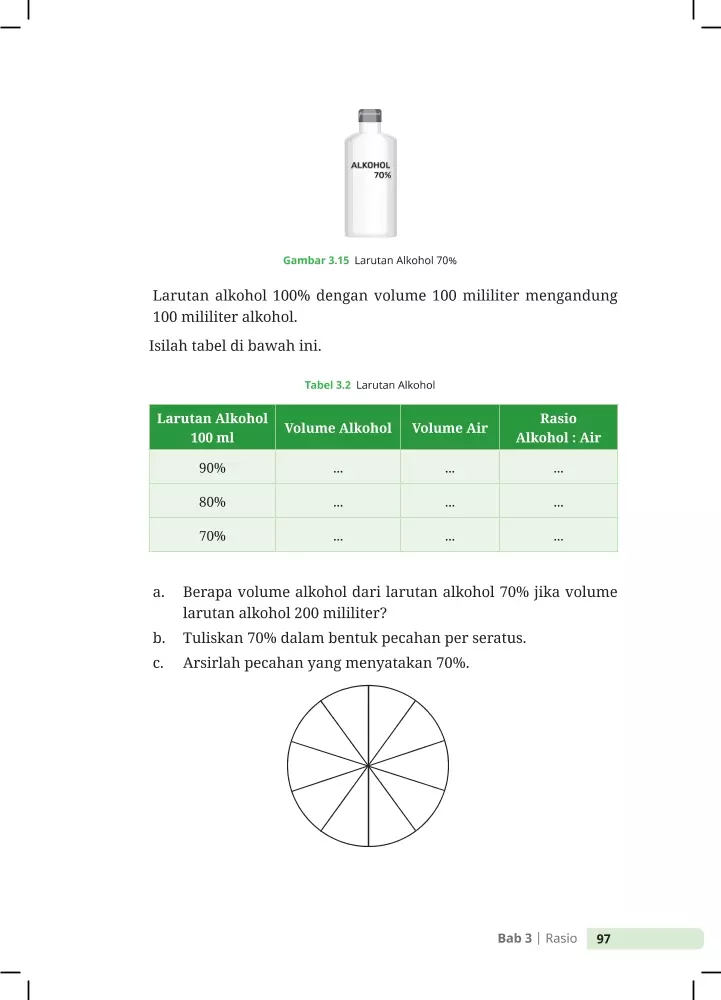 ALKOHOL
70%
Gambar 3.15 Larutan Alkohol 70%
Larutan alkohol 100% dengan volume 100 mililiter mengandung
100 mililiter alkohol.
Isilah tabel di bawah ini.
Tabel 3.2 Larutan Alkohol
Larutan Alkohol
100 ml
Volume Alkohol
Volume Air
Rasio
Alkohol : Air
90% ... ... ...
80% ... ... ...
70% ... ... ...
a. Berapa volume alkohol dari larutan alkohol 70% jika volume
larutan alkohol 200 mililiter?
b. Tuliskan 70% dalam bentuk pecahan per seratus.
c. Arsirlah pecahan yang menyatakan 70%.
Bab 3 | Rasio 97